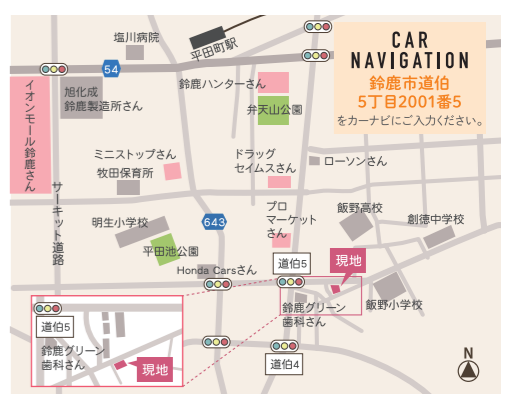 塩川病院
平田町駅
CAR
NAVIGATION
鈴鹿市道伯
5丁目2001番5
をカーナビにご入力ください。
54
イオンモール鈴鹿さん
旭化成
鈴鹿製造所さん
鈴鹿ハンターさん
弁天山公園
ミニストップさん
牧田保育所
ドラッグ
セイムスさん
ローソンさん
サーキット道路
明生小学校
平田池公園
643
プロ
マーケット
さん
飯野高校
創徳中学校
Honda Carsさん
道伯5
現地
鈴鹿グリーン
歯科さん
飯野小学校
道伯4
道伯5
鈴鹿グリーン
歯科さん
現地
N